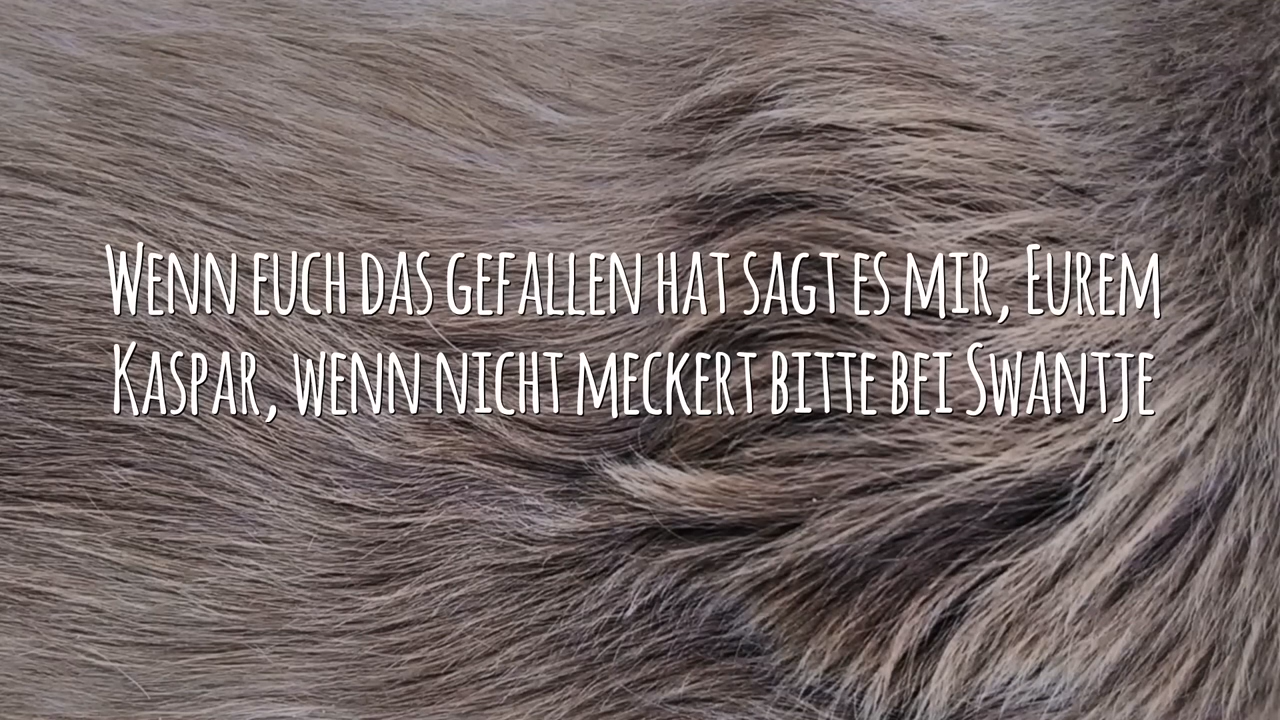 Wenn euch das gefallen hat sagt es mir, Eurem
Kaspar, wenn nicht meckert bitte bei Swantje